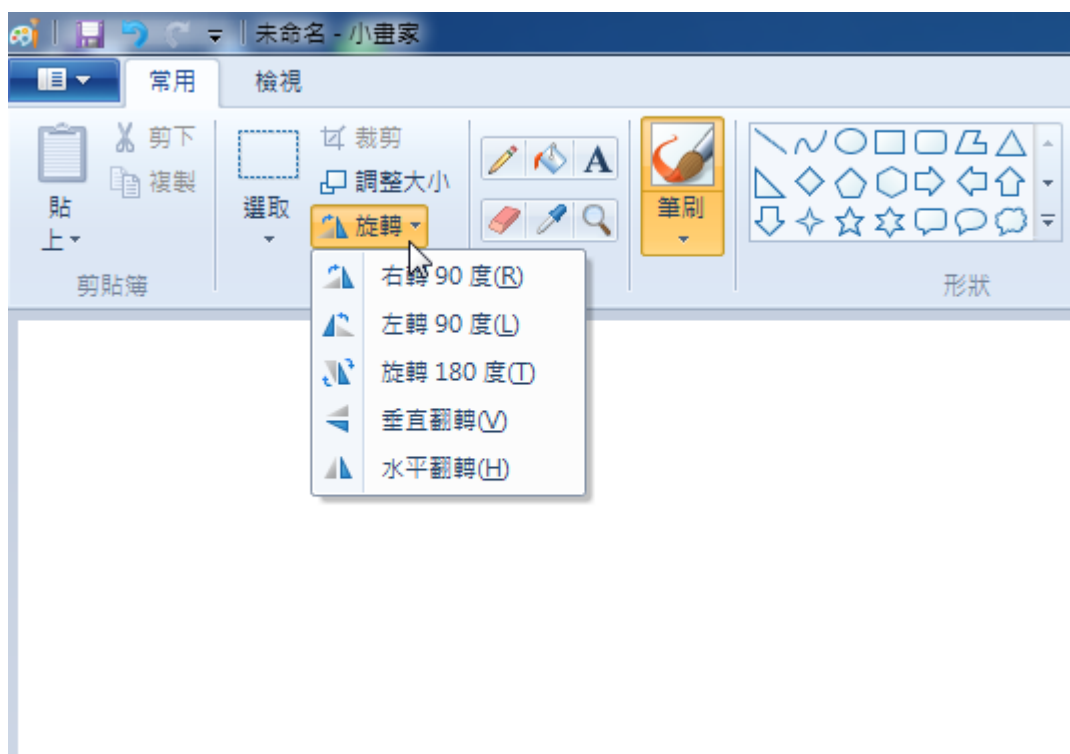 未命名 - 小畫家
常用
檢視
貼上
剪下
複製
剪貼簿
選取
裁剪
調整大小
旋轉
A
筆刷
形狀
右轉 90 度(R)
左轉 90 度(L)
旋轉 180 度(T)
垂直翻轉(V)
水平翻轉(H)